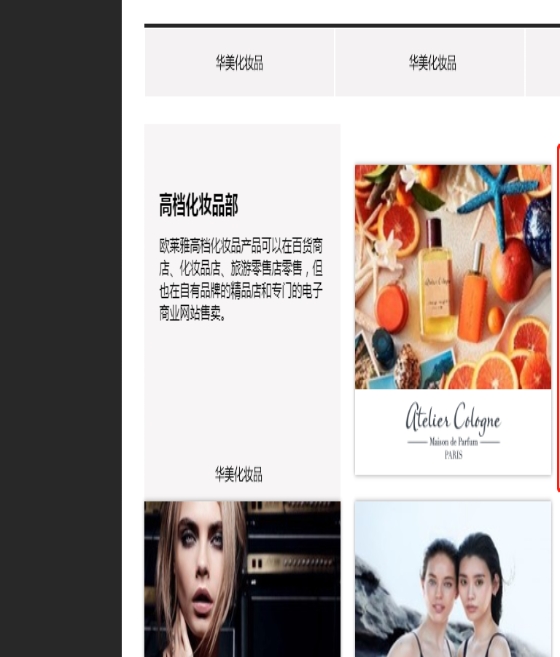 华美化妆品
华美化妆品
高档化妆品部
欧莱雅高档化妆品产品可以在百货商
店、化妆品店、旅游零售店零售，但
也在自有品牌的精品店和专门的电子
商业网站售卖。
华美化妆品
Atelier Cologne
Maison de Parfum
PARIS